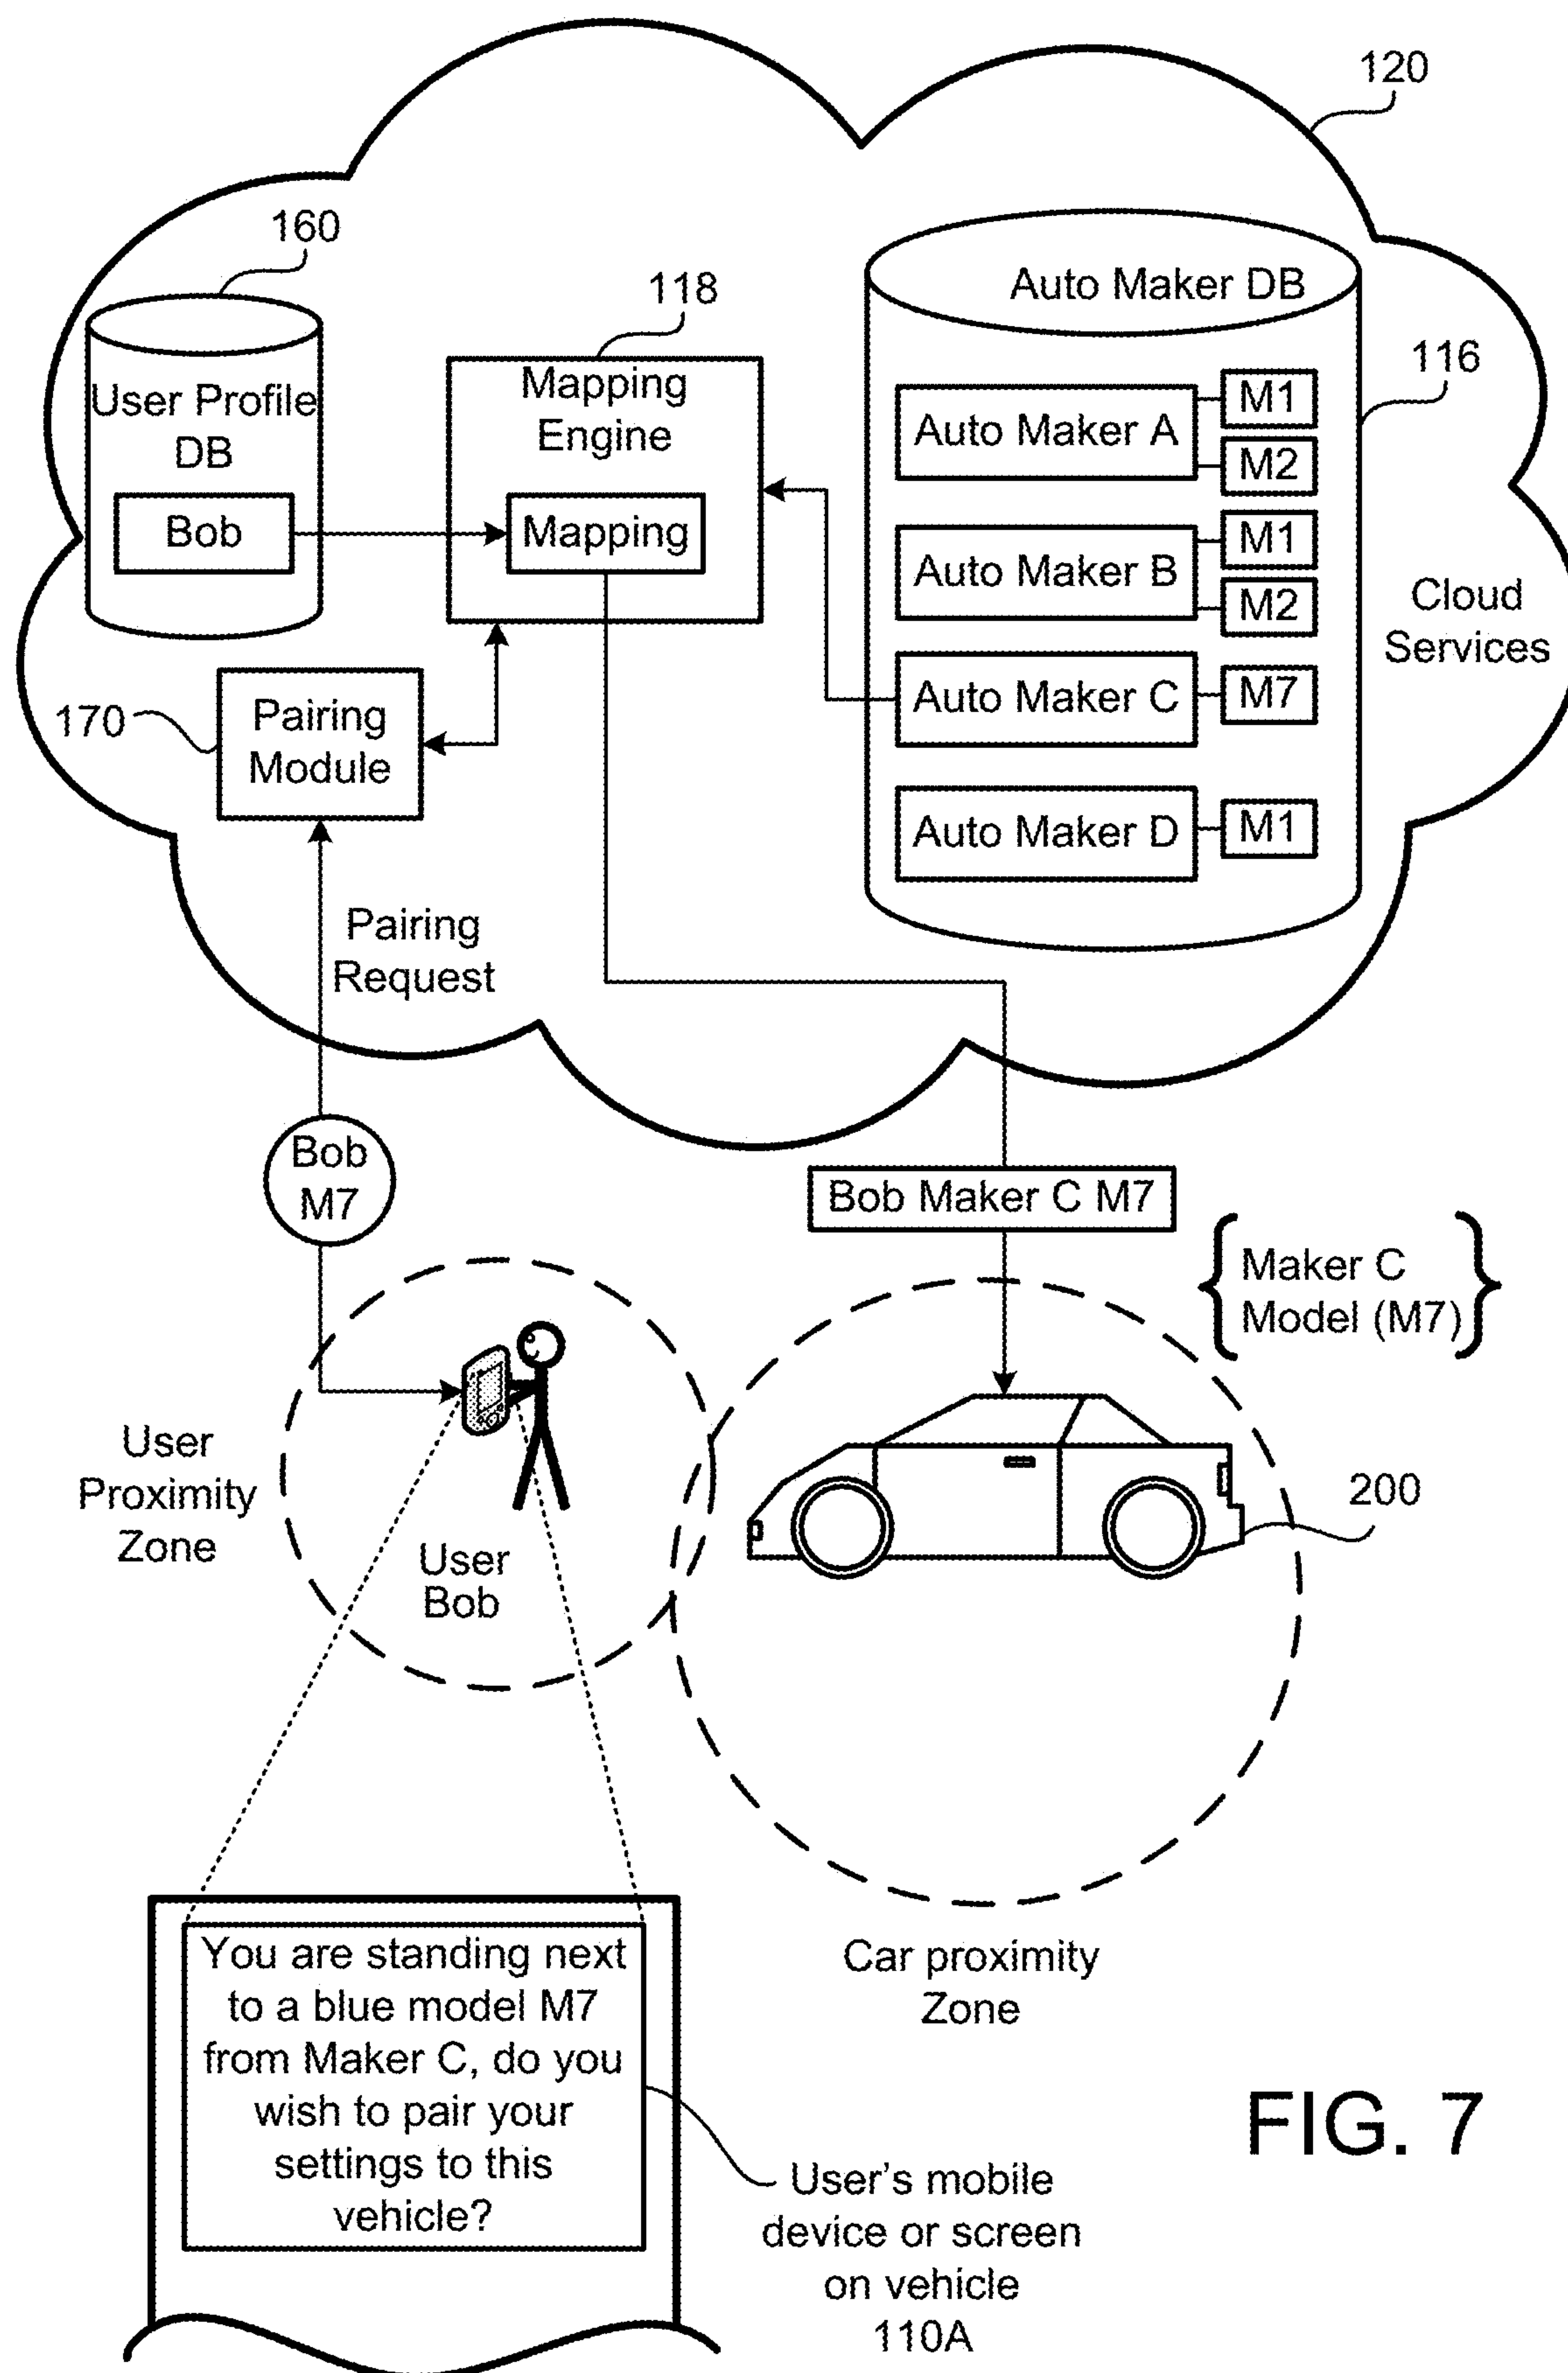 120
160
118
Auto Maker DB
116
User Profile
DB
Bob
Mapping
Engine
Mapping
Auto Maker A
M1
M2
Auto Maker B
M1
M2
Auto Maker C
M7
Auto Maker D
M1
Cloud
Services
170
Pairing
Module
Pairing
Request
Bob
M7
Bob Maker C M7
Maker C
Model (M7)
User
Proximity
Zone
User
Bob
200
Car proximity
Zone
You are standing next
to a blue model M7
from Maker C, do you
wish to pair your
settings to this
vehicle?
User's mobile
device or screen
on vehicle
110A
FIG. 7